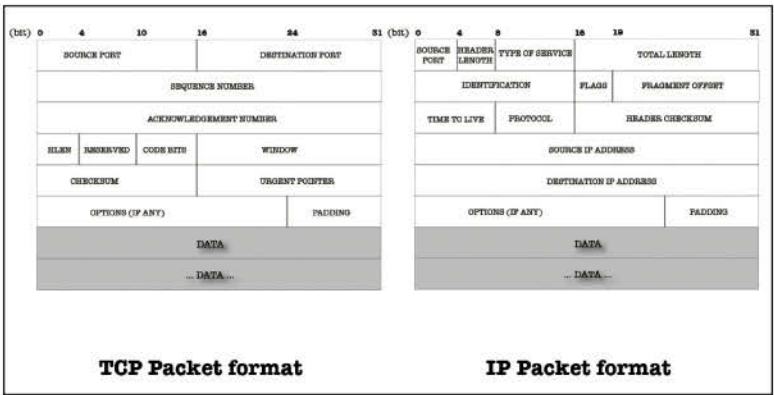 (bit) 0 4 10 16 24 31
SOURCE PORT DESTINATION PORT
SEQUENCE NUMBER
ACKNOWLEDGEMENT NUMBER
HLEN RESERVED CODE BITS WINDOW
CHECKSUM URGENT POINTER
OPTIONS (IF ANY) PADDING
DATA
... DATA ...
TCP Packet format
(bit) 0 4 8 16 19 31
SOURCE PORT HEADER LENGTH TYPE OF SERVICE TOTAL LENGTH
IDENTIFICATION FLAGS FRAGMENT OFFSET
TIME TO LIVE PROTOCOL HEADER CHECKSUM
SOURCE IP ADDRESS
DESTINATION IP ADDRESS
OPTIONS (IF ANY) PADDING
DATA
... DATA ...
IP Packet format